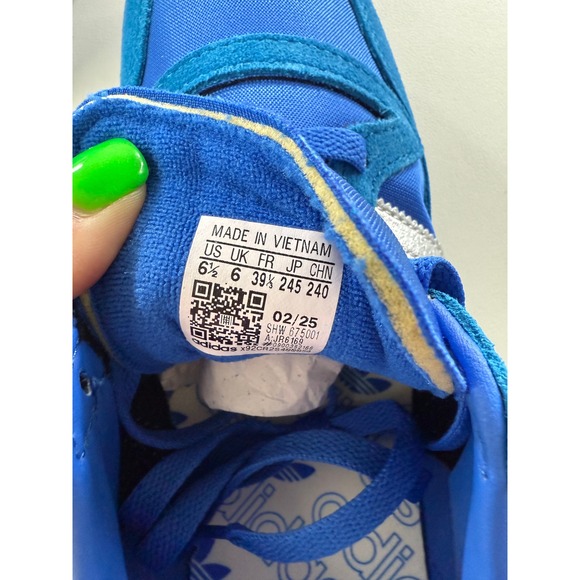 MADE IN VIETNAM
US UK FR JP CHN
6½ 6 39⅓ 245 240
02/25
SHW 675001
A:JR6169
adidas
adidas